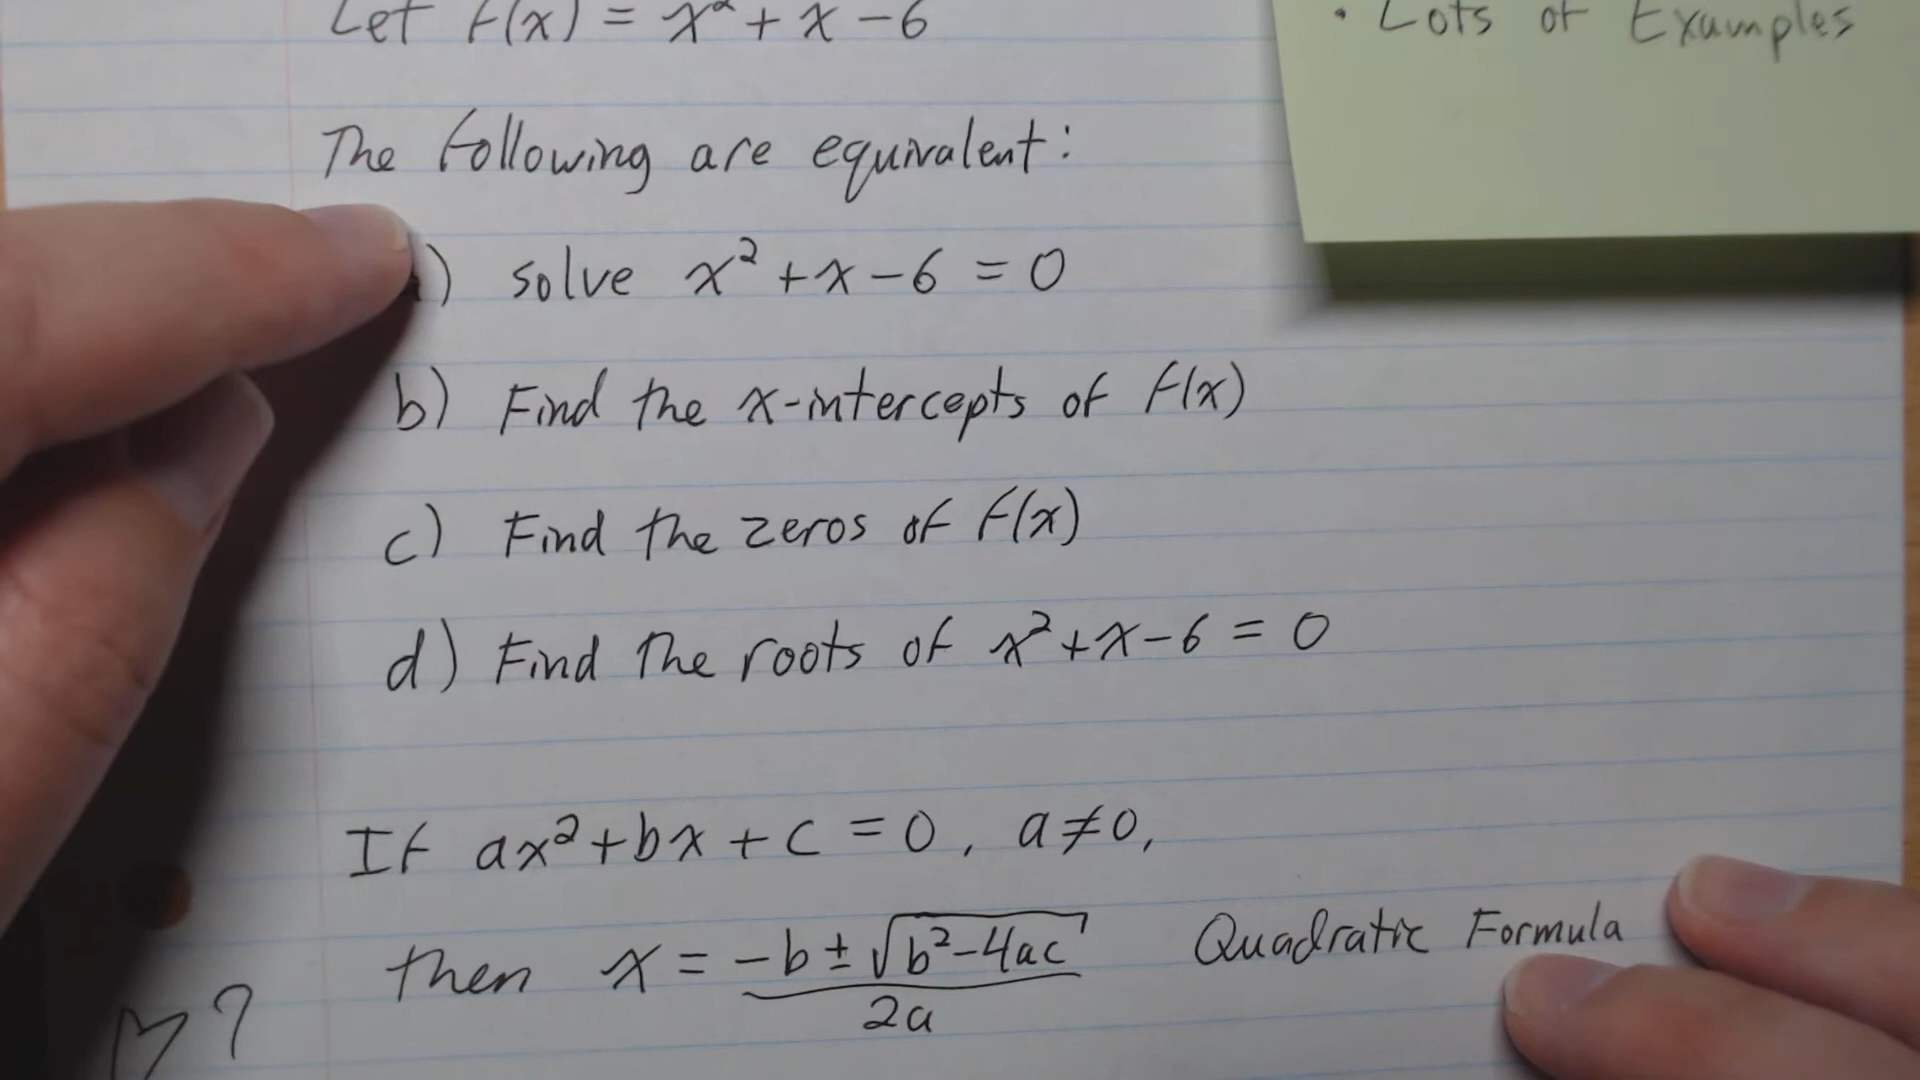 Let f(x) = x² + x - 6
• Lots of Examples
The following are equivalent:
) solve x² + x - 6 = 0
b) Find the x-intercepts of f(x)
c) Find the zeros of f(x)
d) Find the roots of x² + x - 6 = 0
If ax² + bx + c = 0, a ≠ 0,
then x = (-b ± √(b² - 4ac)) / 2a Quadratic Formula
?